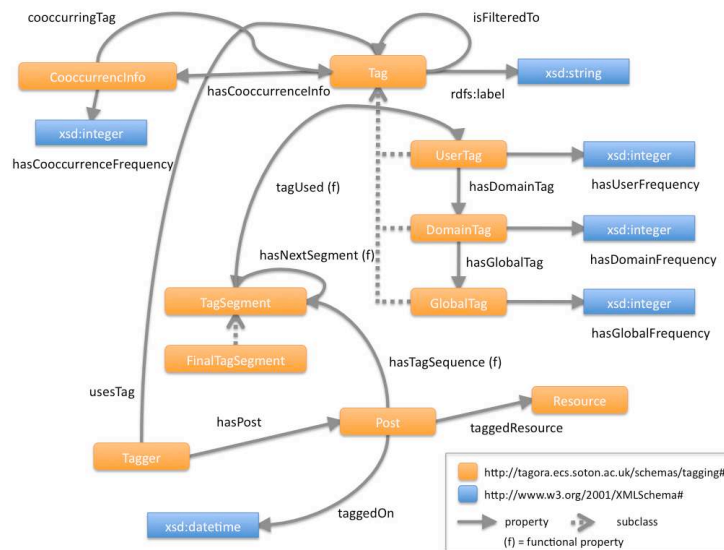 cooccurringTag
isFilteredTo
CooccurrencInfo
Tag
xsd:string
hasCooccurrenceInfo
rdfs:label
xsd:integer
hasCooccurrenceFrequency
UserTag
xsd:integer
tagUsed (f)
hasDomainTag
hasUserFrequency
DomainTag
xsd:integer
hasNextSegment (f)
hasGlobalTag
hasDomainFrequency
TagSegment
GlobalTag
xsd:integer
hasGlobalFrequency
FinalTagSegment
hasTagSequence (f)
usesTag
Resource
hasPost
Post
taggedResource
Tagger
http://tagora.ecs.soton.ac.uk/schemas/tagging#
http://www.w3.org/2001/XMLSchema#
xsd:datetime
taggedOn
property
subclass
(f) = functional property